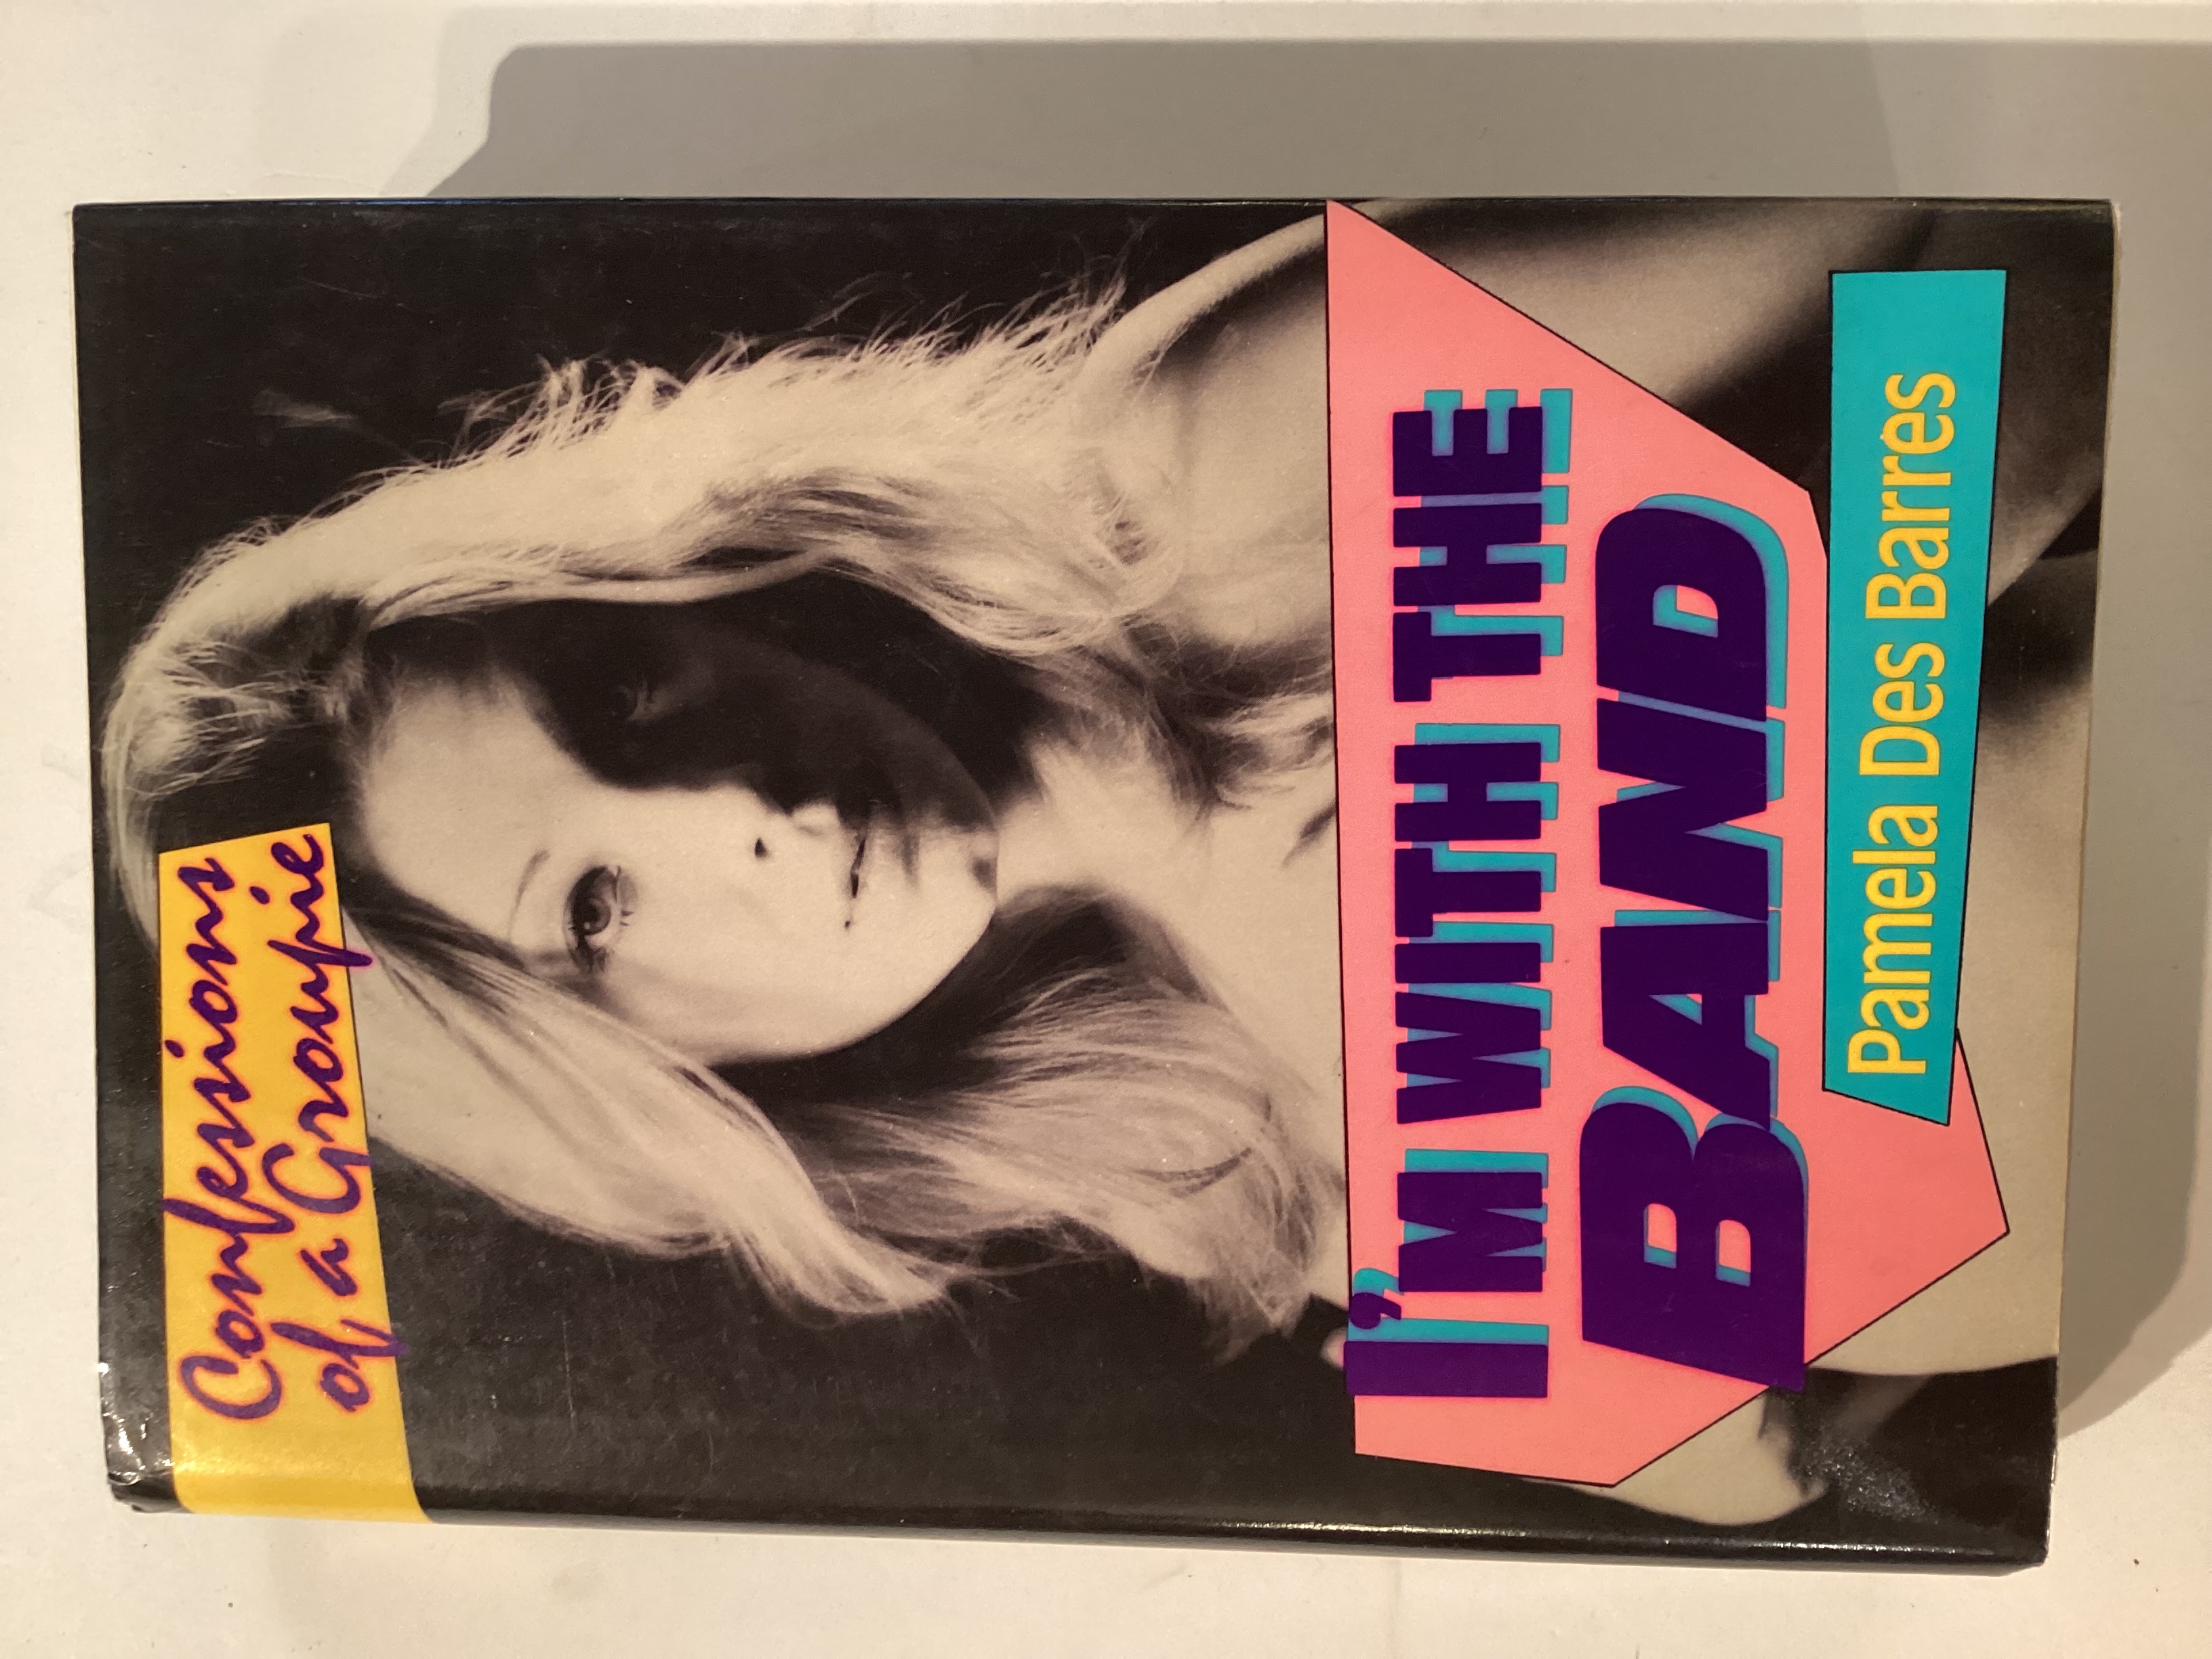 Confessions
of a Groupie
I'M WITH THE
BAND
Pamela Des Barres